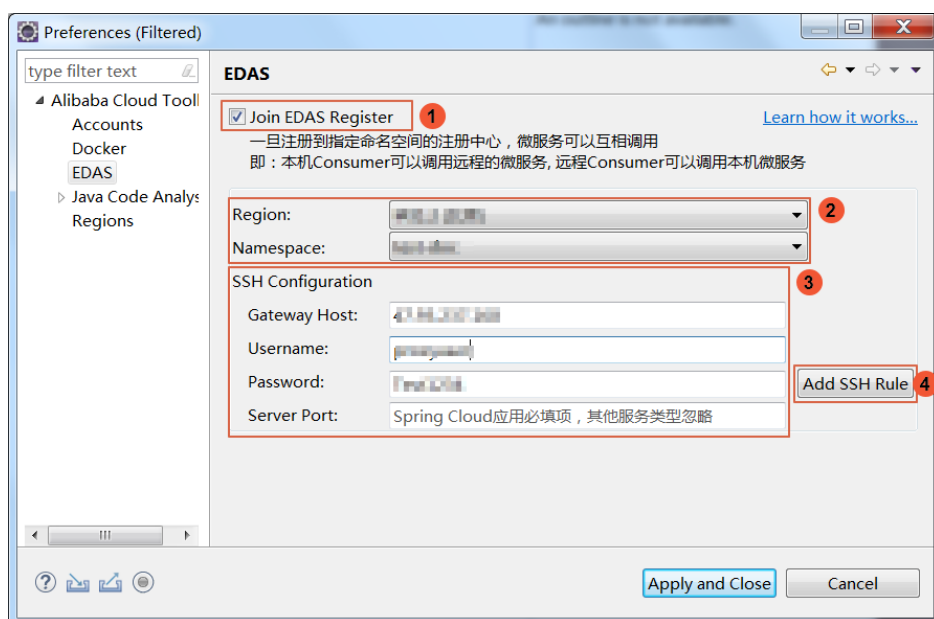 An outline is not available.
Preferences (Filtered)
type filter text
EDAS
Alibaba Cloud Tool
Accounts
Docker
EDAS
Java Code Analys
Regions
Join EDAS Register
1
Learn how it works...
一旦注册到指定命名空间的注册中心，微服务可以互相调用
即：本机Consumer可以调用远程的微服务, 远程Consumer可以调用本机微服务
Region:
2
Namespace:
SSH Configuration
3
Gateway Host:
Username:
Password:
Add SSH Rule
4
Server Port:
Spring Cloud应用必填项，其他服务类型忽略
Apply and Close
Cancel